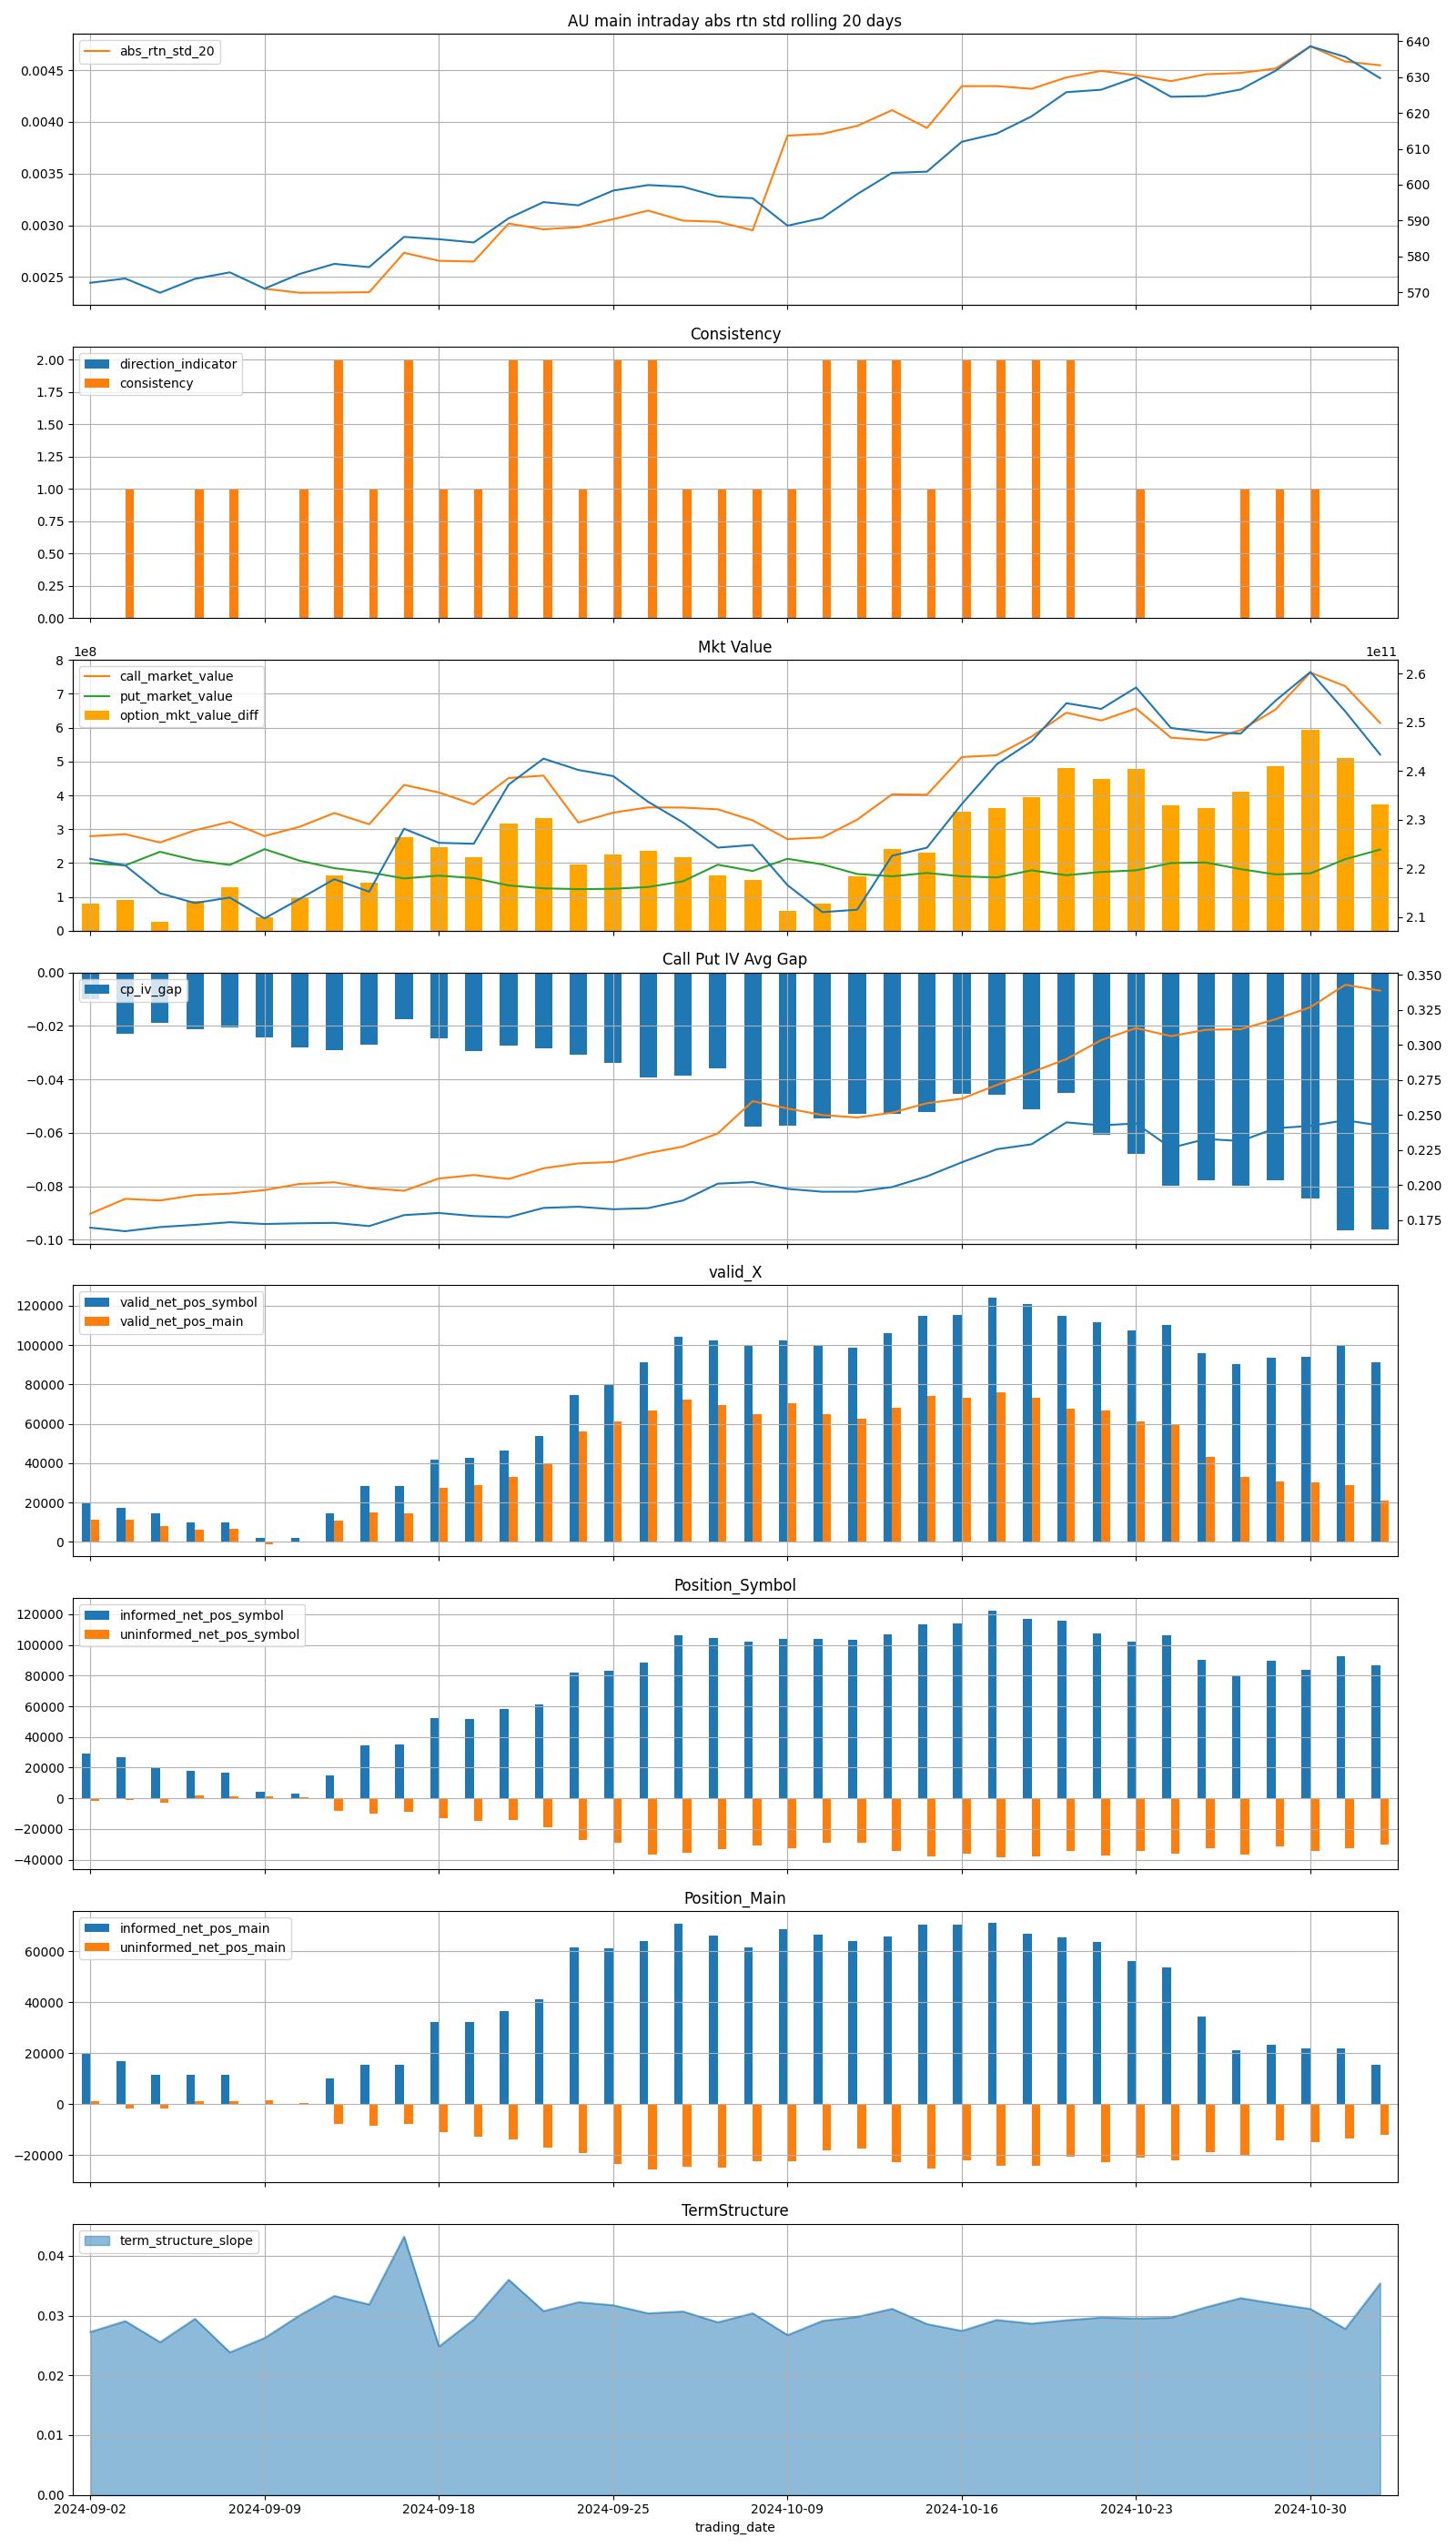 AU main intraday abs rtn std rolling 20 days
abs_rtn_std_20
0.0045
0.0040
0.0035
0.0030
0.0025
640
630
620
610
600
590
580
570
Consistency
direction_indicator
consistency
2.00
1.75
1.50
1.25
1.00
0.75
0.50
0.25
0.00
Mkt Value
1e8
1e11
call_market_value
put_market_value
option_mkt_value_diff
8
7
6
5
4
3
2
1
0
2.6
2.5
2.4
2.3
2.2
2.1
Call Put IV Avg Gap
cp_iv_gap
0.00
−0.02
−0.04
−0.06
−0.08
−0.10
0.350
0.325
0.300
0.275
0.250
0.225
0.200
0.175
valid_X
valid_net_pos_symbol
valid_net_pos_main
120000
100000
80000
60000
40000
20000
0
Position_Symbol
informed_net_pos_symbol
uninformed_net_pos_symbol
120000
100000
80000
60000
40000
20000
0
−20000
−40000
Position_Main
informed_net_pos_main
uninformed_net_pos_main
60000
40000
20000
0
−20000
TermStructure
term_structure_slope
0.04
0.03
0.02
0.01
0.00
2024-09-02 2024-09-09 2024-09-18 2024-09-25 2024-10-09 2024-10-16 2024-10-23 2024-10-30
trading_date